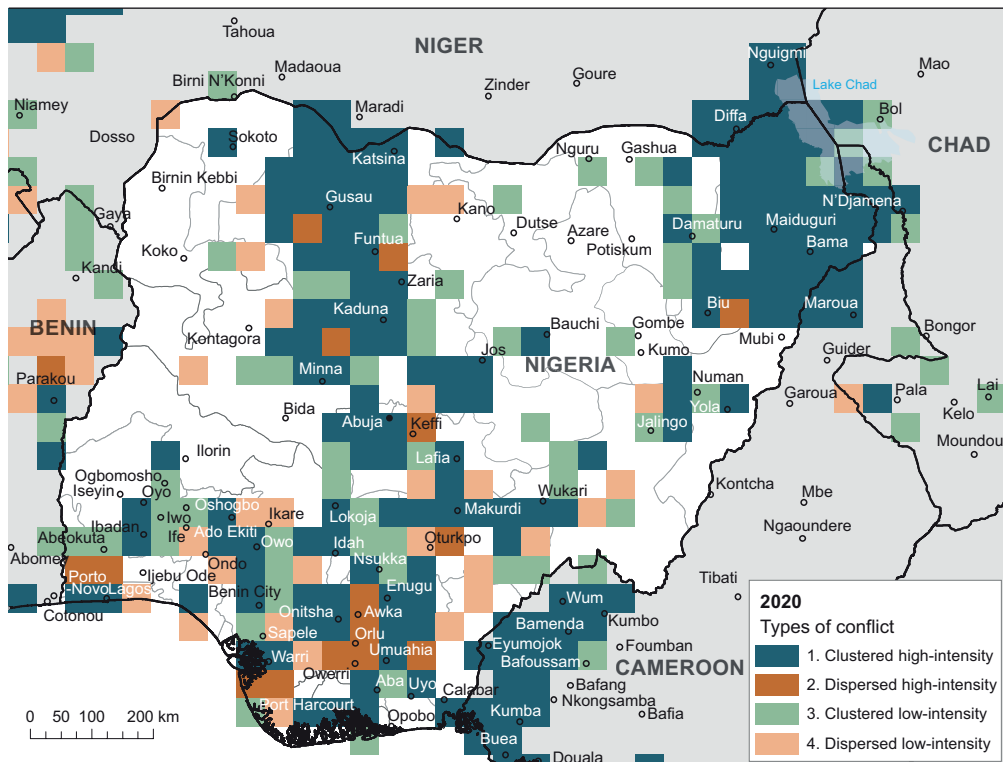 Tahoua
NIGER
Nguigmi
Madaoua
Goure
Mao
Birni N'Konni
Zinder
Lake Chad
Niamey
Maradi
Diffa
Bol
Dosso
Sokoto
CHAD
Katsina
Nguru
Gashua
Birnin Kebbi
Gusau
N'Djamena
Gaya
Kano
Dutse
Azare
Damaturu
Maiduguri
Koko
Funtua
Potiskum
Bama
Kandi
Zaria
BENIN
Kaduna
Biu
Maroua
Kontagora
Bauchi
Gombe
Mubi
Bongor
Jos
NIGERIA
Kumo
Guider
Parakou
Minna
Numan
Garoua
Pala
Lai
Bida
Abuja
Keffi
Yola
Kelo
Jalingo
Moundou
Ilorin
Lafia
Ogbomosho
Iseyin
Oyo
Wukari
Kontcha
Mbe
Oshogbo
Iwo
Ikare
Lokoja
Makurdi
Ibadan
Ife
Ado Ekiti
Ngaoundere
Abeokuta
Owo
Idah
Oturkpo
Abomey
Ondo
Nsukka
Porto
-Novo
Lagos
Ijebu Ode
Benin City
Enugu
Tibati
Cotonou
Onitsha
Awka
Wum
Kumbo
Sapele
Orlu
Bamenda
Warri
Umuahia
Eyumojok
Foumban
Owerri
Bafoussam
CAMEROON
Aba
Uyo
Calabar
Bafang
Port Harcourt
Opobo
Nkongsamba
Kumba
Bafia
Buea
Douala
0 50 100 200 km
2020
Types of conflict
1. Clustered high-intensity
2. Dispersed high-intensity
3. Clustered low-intensity
4. Dispersed low-intensity